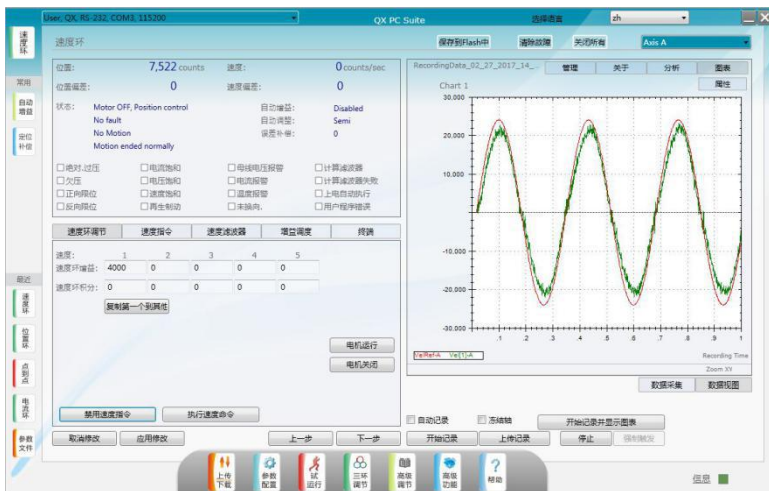 User, QX, RS-232, COM3, 115200
QX PC Suite
选择语言
zh
速度环
速度环
保存到Flash中
清除故障
关闭所有
Axis A
常用
自动增益
定位补偿
最近
速度环
位置环
点到点
电流环
参数文件
位置: 7,522 counts 速度: 0 counts/sec
位置偏差: 0 速度偏差: 0
状态: Motor OFF, Position control 自动增益: Disabled
No fault 自动调整: Semi
No Motion 误差补偿: 0
Motion ended normally
绝对.过压 电流饱和 母线电压报警 计算滤波器
欠压 电压饱和 电流报警 计算滤波器失败
正向限位 速度饱和 温度报警 上电自动执行
反向限位 再生制动 未换向. 用户程序错误
速度环调节 速度指令 速度滤波器 增益调度 终端
速度: 1 2 3 4 5
速度环增益: 4000 0 0 0 0
速度环积分: 0 0 0 0 0
复制第一个到其他
电机运行
电机关闭
禁用速度指令 执行速度命令
取消修改 应用修改 上一步 下一步
RecordingData_02_27_2017_14_...
管理 关于 分析 图表
属性
Chart 1
30.000
20.000
10.000
-10.000
-20.000
-30.000
.1 .2 .3 .4 .5 .6 .7 .8 .9 1
VelRef-A Vel[1]-A
Recording Time
Zoom XY
数据采集 数据视图
自动记录 冻结轴 开始记录并显示图表
开始记录 上传记录 停止 强制触发
上传下载
参数配置
试运行
三环调节
高级调节
高级功能
帮助
信息